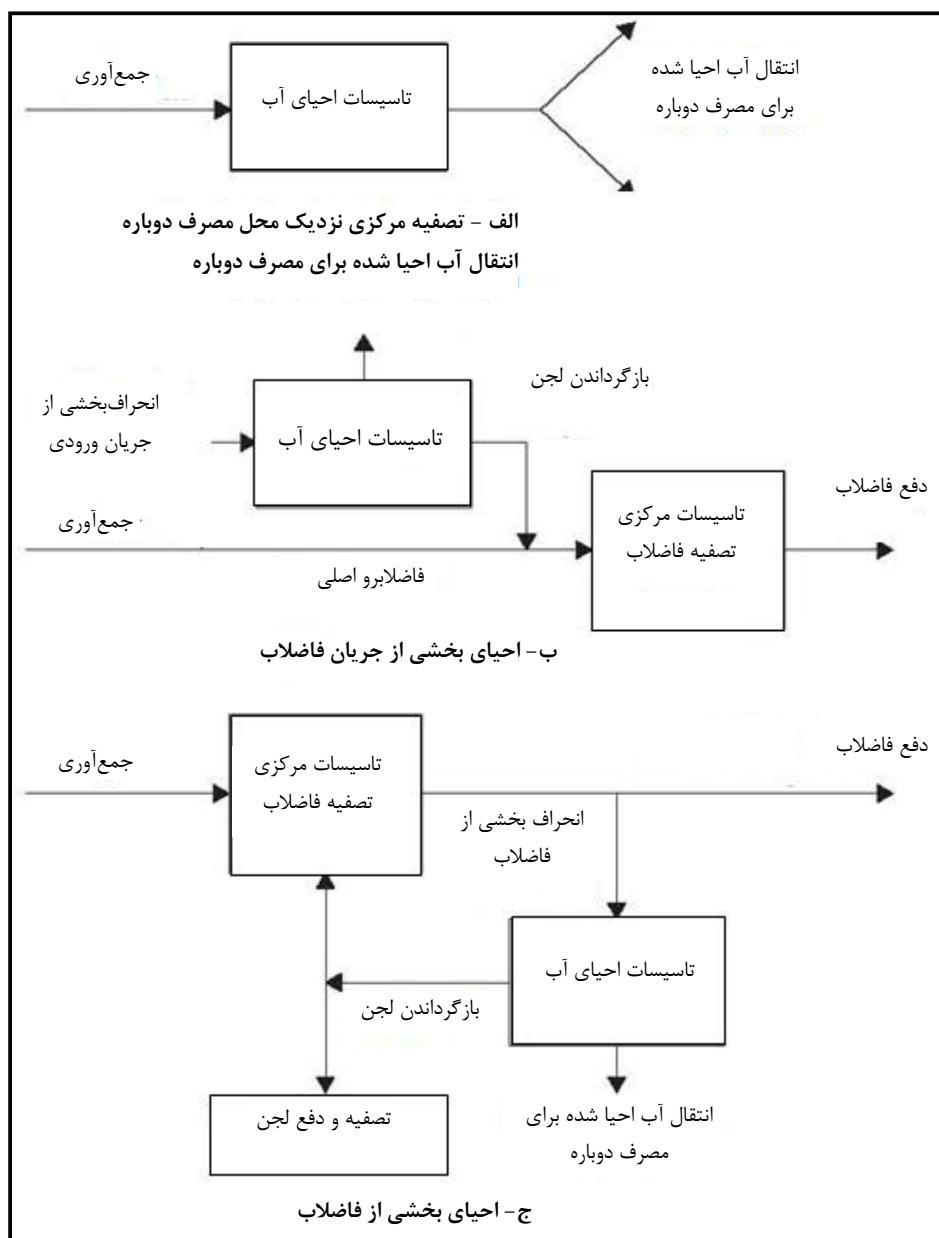 جمع‌آوری
تاسیسات احیای آب
انتقال آب احیا شده
برای مصرف دوباره
الف - تصفیه مرکزی نزدیک محل مصرف دوباره
انتقال آب احیا شده برای مصرف دوباره
بازگرداندن لجن
انحراف‌بخشی از
جریان ورودی
تاسیسات احیای آب
جمع‌آوری
فاضلابرو اصلی
تاسیسات مرکزی
تصفیه فاضلاب
دفع فاضلاب
ب- احیای بخشی از جریان فاضلاب
جمع‌آوری
تاسیسات مرکزی
تصفیه فاضلاب
دفع فاضلاب
انحراف بخشی از
فاضلاب
تاسیسات احیای آب
بازگرداندن لجن
تصفیه و دفع لجن
انتقال آب احیا شده برای
مصرف دوباره
ج- احیای بخشی از فاضلاب